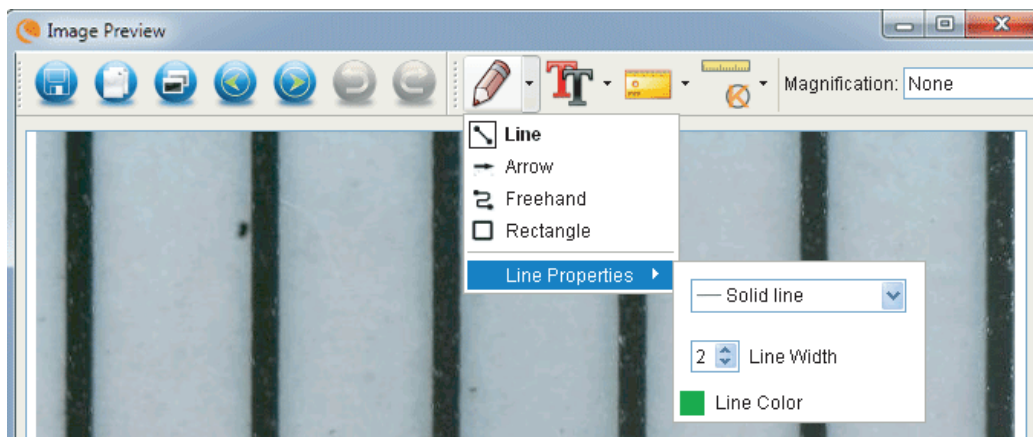 Image Preview
Magnification: None
Line
Arrow
Freehand
Rectangle
Line Properties
Solid line
2 Line Width
Line Color